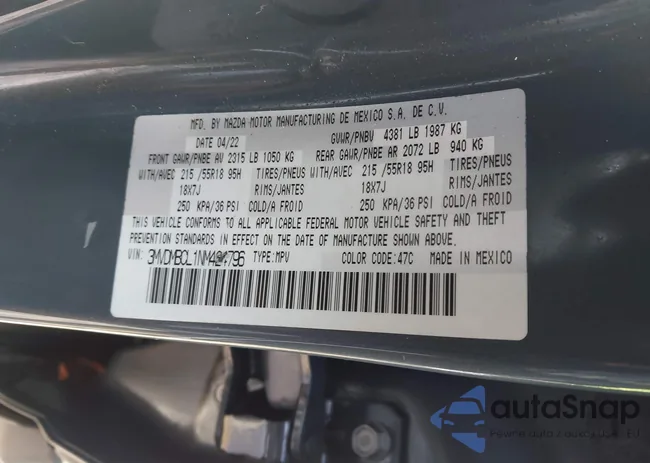 MFD. BY MAZDA MOTOR MANUFACTURING DE MEXICO S.A. DE C.V.
DATE 04/22 GVWR/PNBV 4381 LB 1987 KG
FRONT GAWR/PNBE AV 2315 LB 1050 KG REAR GAWR/PNBE AR 2072 LB 940 KG
WITH/AVEC 215 /55R18 95H TIRES/PNEUS WITH/AVEC 215 /55R18 95H TIRES/PNEUS
18X7J RIMS/JANTES 18X7J RIMS/JANTES
250 KPA/36 PSI COLD/A FROID 250 KPA/36 PSI COLD/A FROID
THIS VEHICLE CONFORMS TO ALL APPLICABLE FEDERAL MOTOR VEHICLE SAFETY AND THEFT
PREVENTION STANDARDS IN EFFECT ON THE DATE OF MANUFACTURE SHOWN ABOVE.
VIN: TYPE:MPV COLOR CODE:47C MADE IN MEXICO
autaSnap